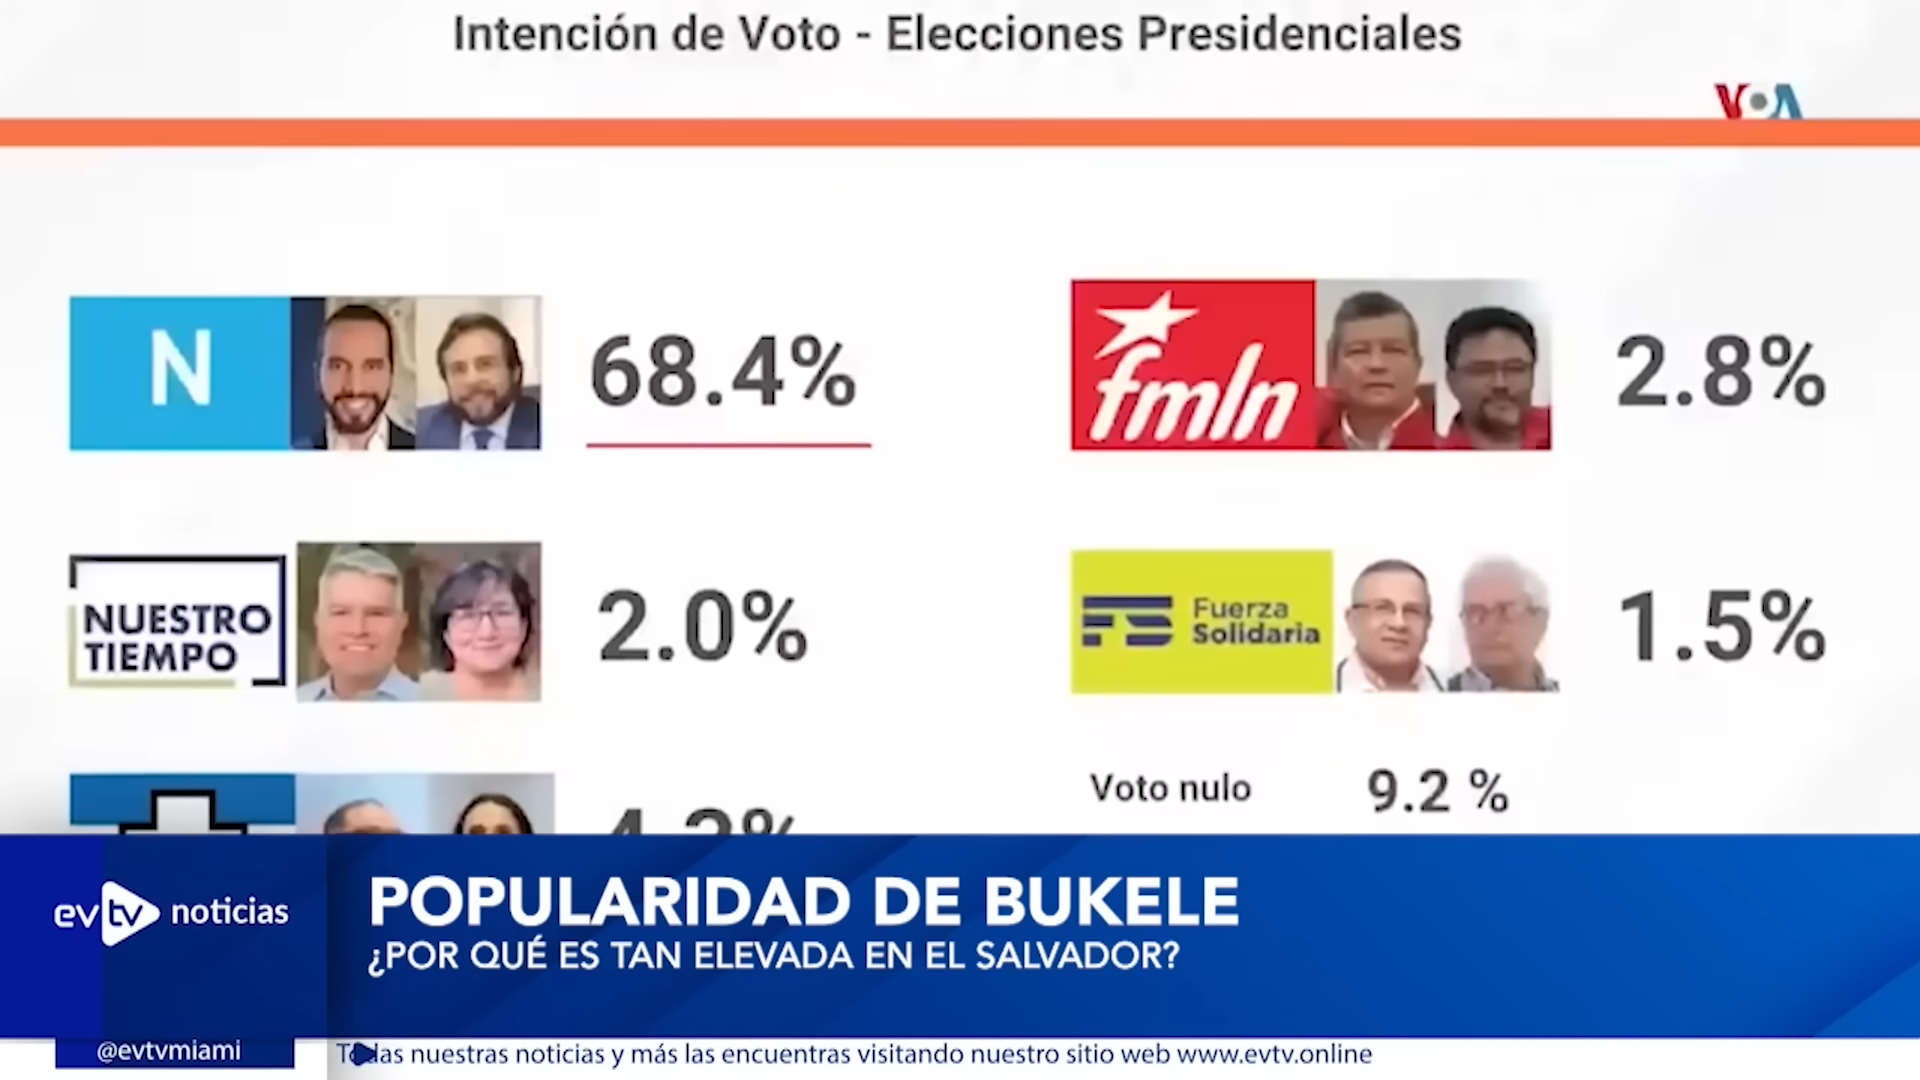 Intención de Voto - Elecciones Presidenciales
VOA
N
68.4%
fmln
2.8%
NUESTRO
TIEMPO
2.0%
FS
Fuerza
Solidaria
1.5%
Voto nulo
9.2 %
evtv noticias
POPULARIDAD DE BUKELE
¿POR QUÉ ES TAN ELEVADA EN EL SALVADOR?
@evtvmiami
Todas nuestras noticias y más las encuentras visitando nuestro sitio web www.evtv.online